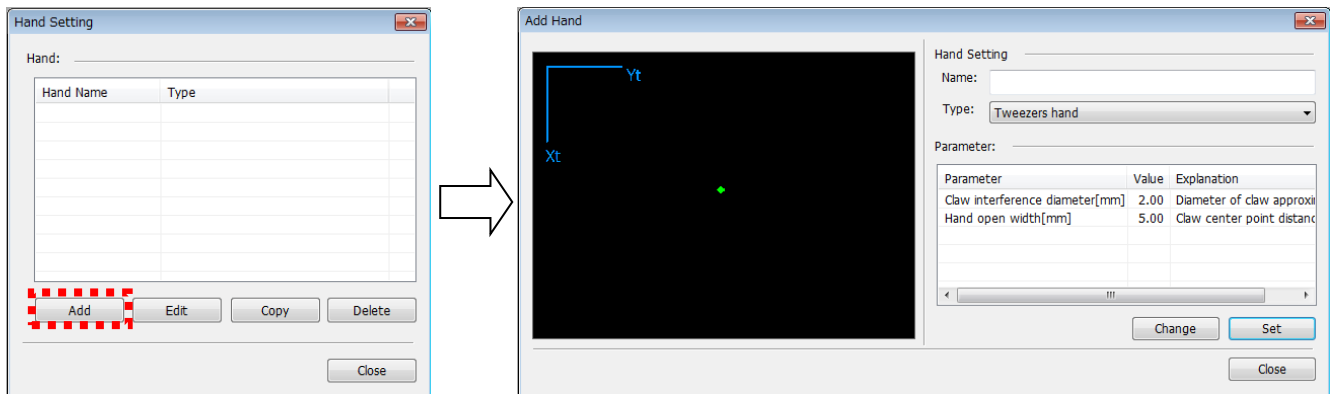 Hand Setting
Hand:
Hand Name Type
Add Edit Copy Delete
Close
Add Hand
Yt
Xt
Hand Setting
Name:
Type: Tweezers hand
Parameter:
Parameter Value Explanation
Claw interference diameter[mm] 2.00 Diameter of claw approxi
Hand open width[mm] 5.00 Claw center point distanc
Change Set
Close